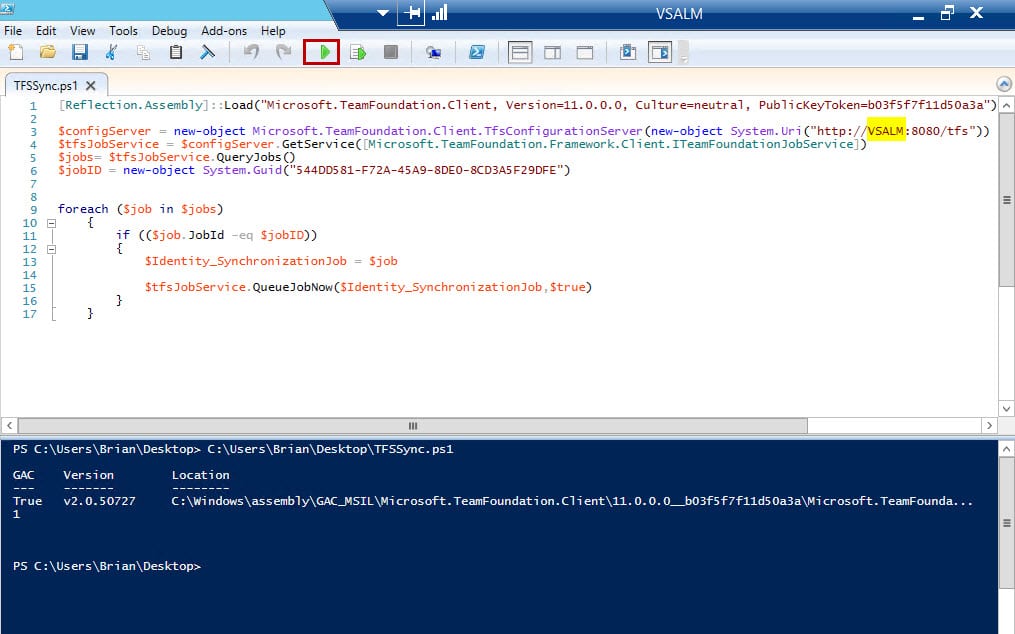 VSALM
File Edit View Tools Debug Add-ons Help
TFSSync.ps1 X
1 [Reflection.Assembly]::Load("Microsoft.TeamFoundation.Client, Version=11.0.0.0, Culture=neutral, PublicKeyToken=b03f5f7f11d50a3a")
2
3 $configServer = new-object Microsoft.TeamFoundation.Client.TfsConfigurationServer(new-object System.Uri("http://VSALM:8080/tfs"))
4 $tfsJobService = $configServer.GetService([Microsoft.TeamFoundation.Framework.Client.ITeamFoundationJobService])
5 $jobs= $tfsJobService.QueryJobs()
6 $jobID = new-object System.Guid("544DD581-F72A-45A9-8DE0-8CD3A5F29DFE")
7
8
9 foreach ($job in $jobs)
10 {
11 if (($job.JobId -eq $jobID))
12 {
13 $Identity_SynchronizationJob = $job
14
15 $tfsJobService.QueueJobNow($Identity_SynchronizationJob,$true)
16 }
17 }
PS C:\Users\Brian\Desktop> C:\Users\Brian\Desktop\TFSSync.ps1
GAC Version Location
--- ------- --------
True v2.0.50727 C:\Windows\assembly\GAC_MSIL\Microsoft.TeamFoundation.Client\11.0.0.0__b03f5f7f11d50a3a\Microsoft.TeamFounda...
1
PS C:\Users\Brian\Desktop>